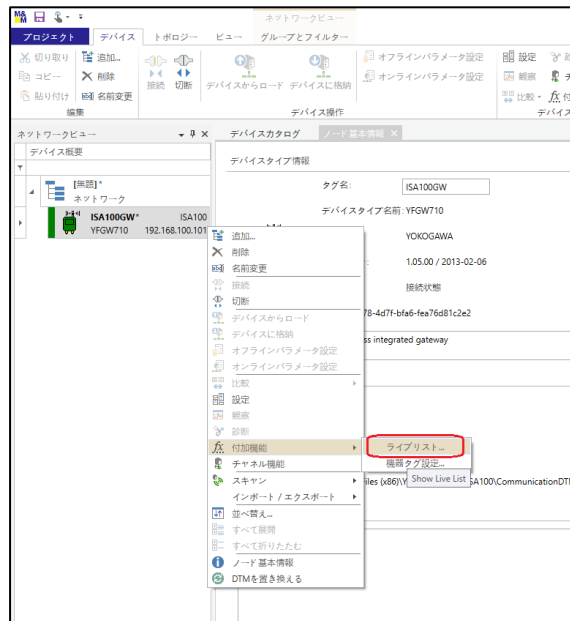 M&M
ネットワークビュー
プロジェクト デバイス トポロジー ビュー グループとフィルター
切り取り
コピー
貼り付け
追加...
削除
名前変更
編集
接続 切断 デバイスからロード デバイスに格納
オフラインパラメータ設定
オンラインパラメータ設定
デバイス操作
設定
観察
比較
デバイス
ネットワークビュー
デバイスカタログ ノード基本情報
デバイス概要
[無題]*
ネットワーク
ISA100GW* ISA100
YFGW710 192.168.100.101
デバイスタイプ情報
タグ名: ISA100GW
デバイスタイプ名前: YFGW710
YOKOGAWA
1.05.00 / 2013-02-06
接続状態
78-4d7f-bfa6-fea76d81c2e2
ss integrated gateway
追加...
削除
名前変更
接続
切断
デバイスからロード
デバイスに格納
オフラインパラメータ設定
オンラインパラメータ設定
比較
設定
観察
診断
付加機能
チャネル機能
スキャン
インポート / エクスポート
並べ替え...
すべて展開
すべて折りたたむ
ノード基本情報
DTMを置き換える
ライブリスト...
機器タグ設定...
Show Live List
iles (x86)\Y
SA100\CommunicationDTM